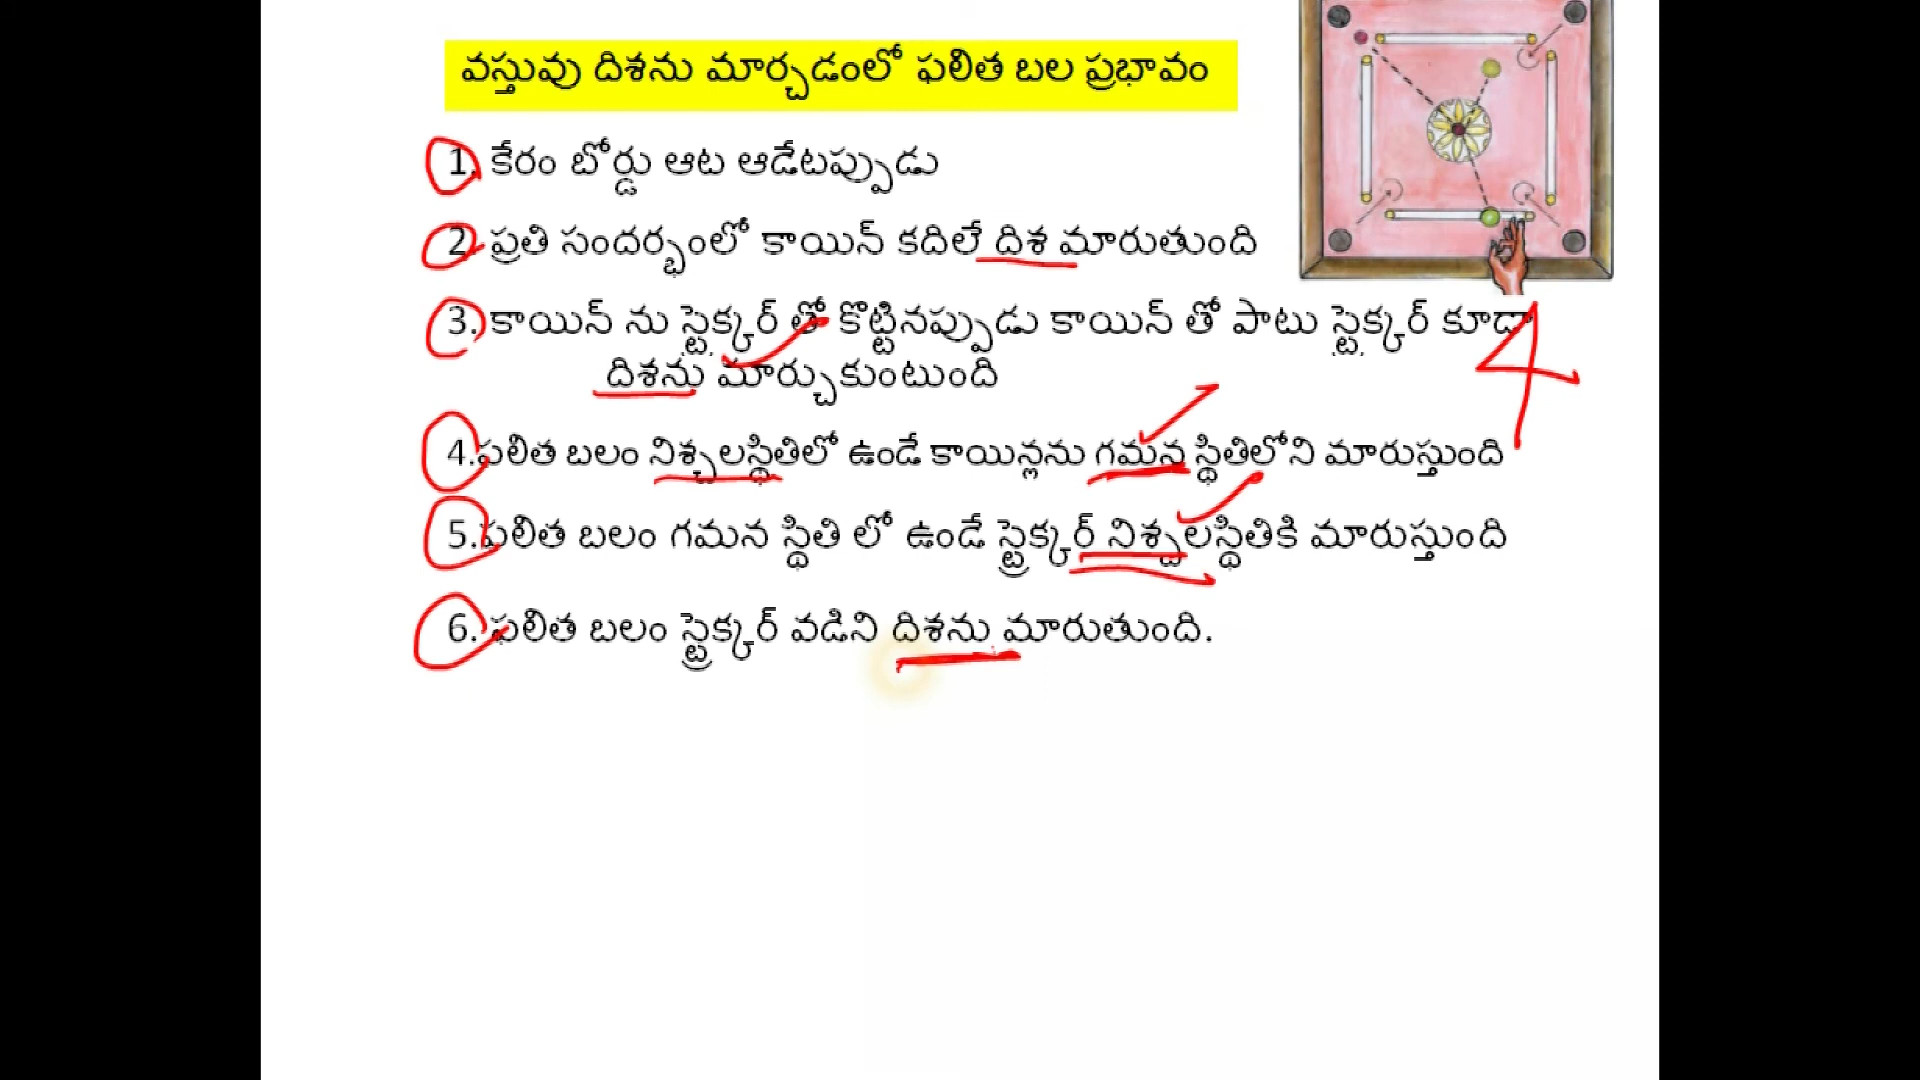 వస్తువు దిశను మార్చడంలో ఫలిత బల ప్రభావం
1. కేరం బోర్డు ఆట ఆడేటప్పుడు
2. ప్రతి సందర్భంలో కాయిన్ కదిలే దిశ మారుతుంది
3. కాయిన్ ను స్టైక్కర్ తో కొట్టినప్పుడు కాయిన్ తో పాటు స్టైక్కర్ కూడా
దిశను మార్చుకుంటుంది
4
4.ఫలిత బలం నిశ్చలస్థితిలో ఉండే కాయిన్లను గమన స్థితిలోని మారుస్తుంది
5.ఫలిత బలం గమన స్థితి లో ఉండే స్ట్రెక్కర్ నిశ్చలస్థితికి మారుస్తుంది
6. ఫలిత బలం స్ట్రెక్కర్ వడిని దిశను మారుతుంది.